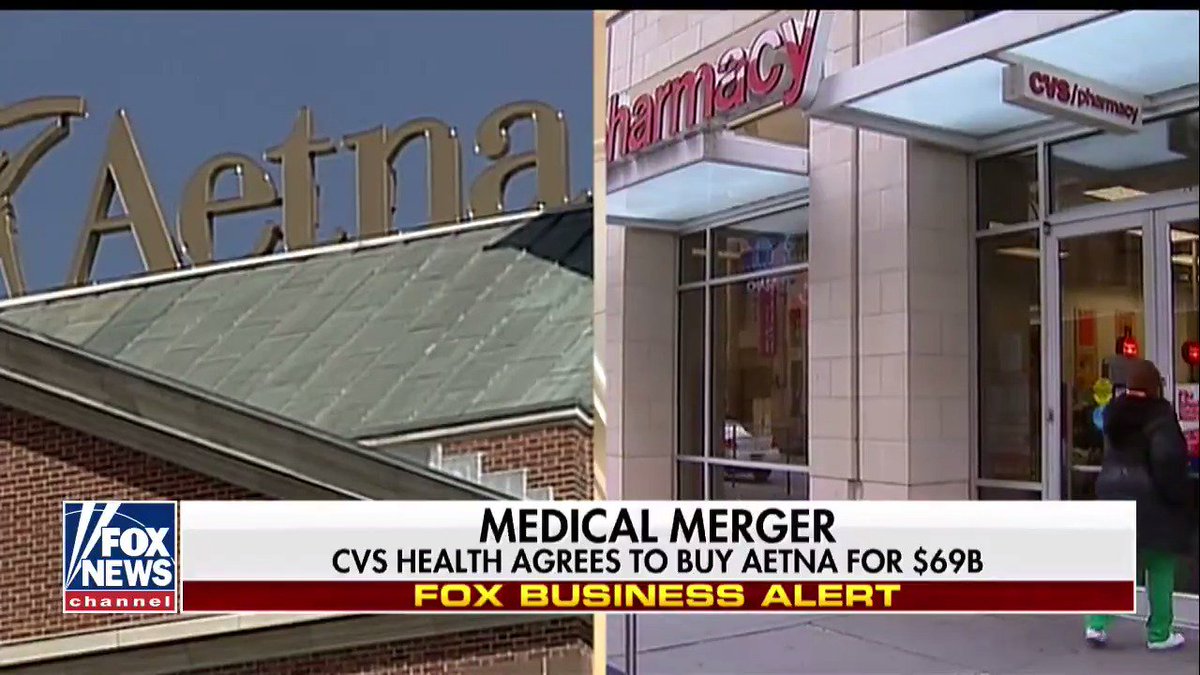 Aetna
harmacy
CVS/pharmacy
MEDICAL MERGER
CVS HEALTH AGREES TO BUY AETNA FOR $69B
FOX
NEWS
channel
FOX BUSINESS ALERT